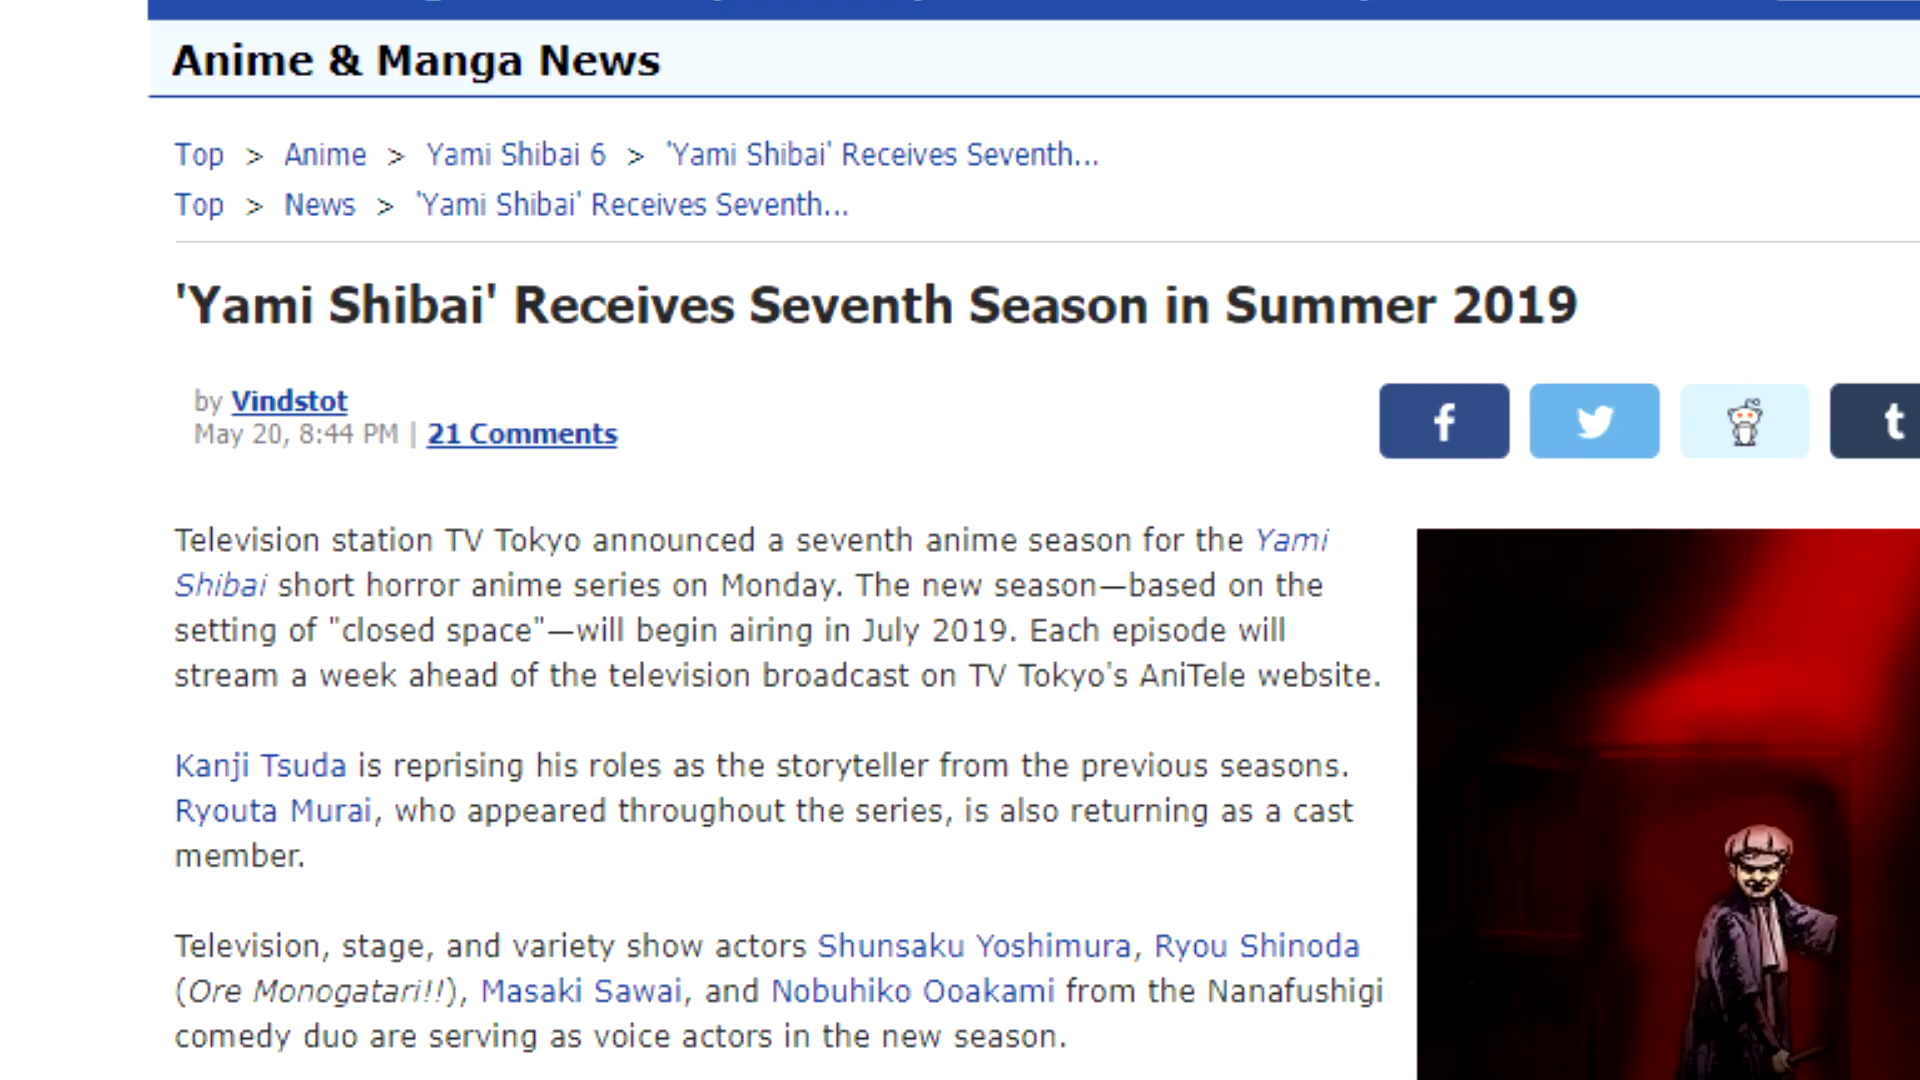 Anime & Manga News
Top > Anime > Yami Shibai 6 > 'Yami Shibai' Receives Seventh...
Top > News > 'Yami Shibai' Receives Seventh...
'Yami Shibai' Receives Seventh Season in Summer 2019
by Vindstot
May 20, 8:44 PM | 21 Comments
f
t
Television station TV Tokyo announced a seventh anime season for the Yami
Shibai short horror anime series on Monday. The new season—based on the
setting of "closed space"—will begin airing in July 2019. Each episode will
stream a week ahead of the television broadcast on TV Tokyo's AniTele website.
Kanji Tsuda is reprising his roles as the storyteller from the previous seasons.
Ryouta Murai, who appeared throughout the series, is also returning as a cast
member.
Television, stage, and variety show actors Shunsaku Yoshimura, Ryou Shinoda
(Ore Monogatari!!), Masaki Sawai, and Nobuhiko Ooakami from the Nanafushigi
comedy duo are serving as voice actors in the new season.